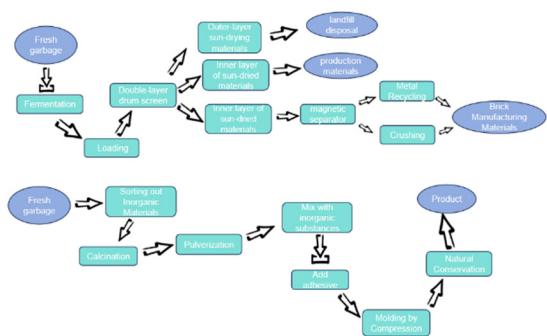 Fresh
garbage
Fermentation
Loading
Double-layer
drum screen
Outer-layer
sun-drying
materials
landfill
disposal
Inner layer
of sun-dried
materials
production
materials
Inner layer of
sun-dried
materials
magnetic
separator
Metal
Recycling
Crushing
Brick
Manufacturing
Materials
Fresh
garbage
Sorting out
Inorganic
Materials
Calcination
Pulverization
Mix with
inorganic
substances
Add
adhesive
Molding by
Compression
Natural
Conservation
Product